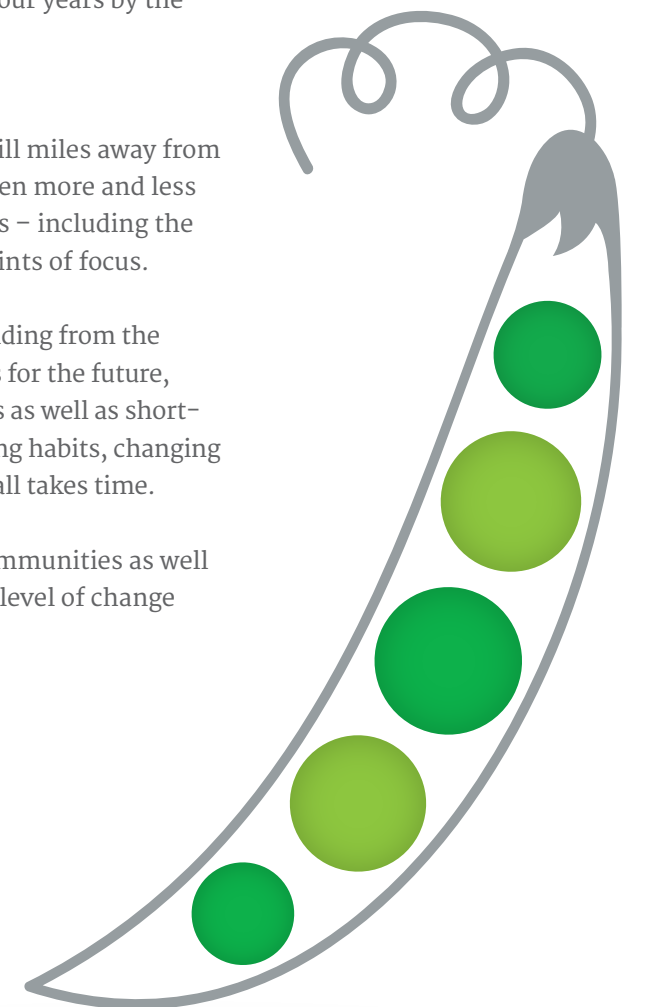 our years by the
ill miles away from
en more and less
s – including the
ints of focus.
ding from the
s for the future,
s as well as short-
ng habits, changing
all takes time.
mmunities as well
level of change